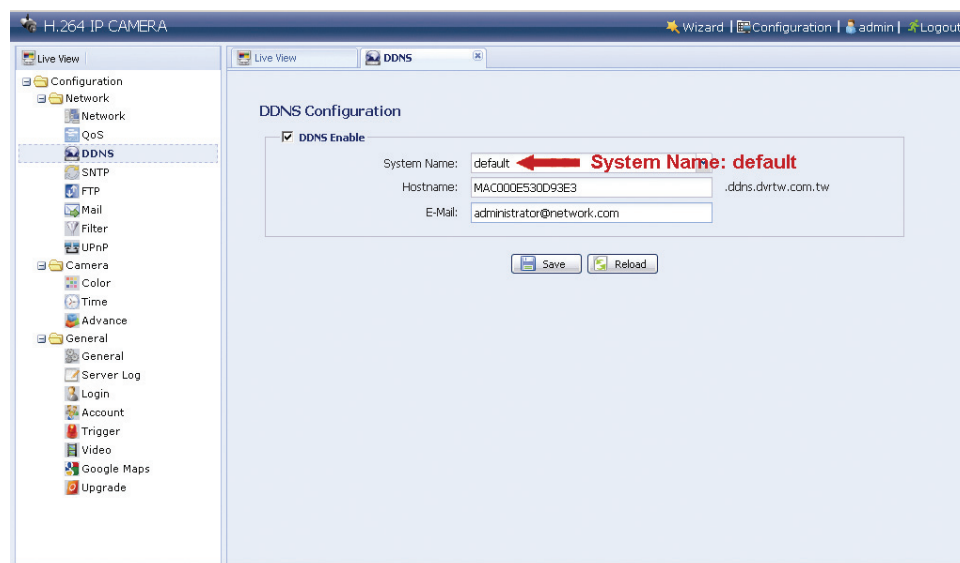 H.264 IP CAMERA
Wizard | Configuration | admin | Logout
Live View
Live View
DDNS
Configuration
Network
Network
QoS
DDNS
SNTP
FTP
Mail
Filter
UPnP
Camera
Color
Time
Advance
General
General
Server Log
Login
Account
Trigger
Video
Google Maps
Upgrade
DDNS Configuration
DDNS Enable
System Name: default System Name: default
Hostname: MAC000E530D93E3 .ddns.dvrtw.com.tw
E-Mail: administrator@network.com
Save Reload